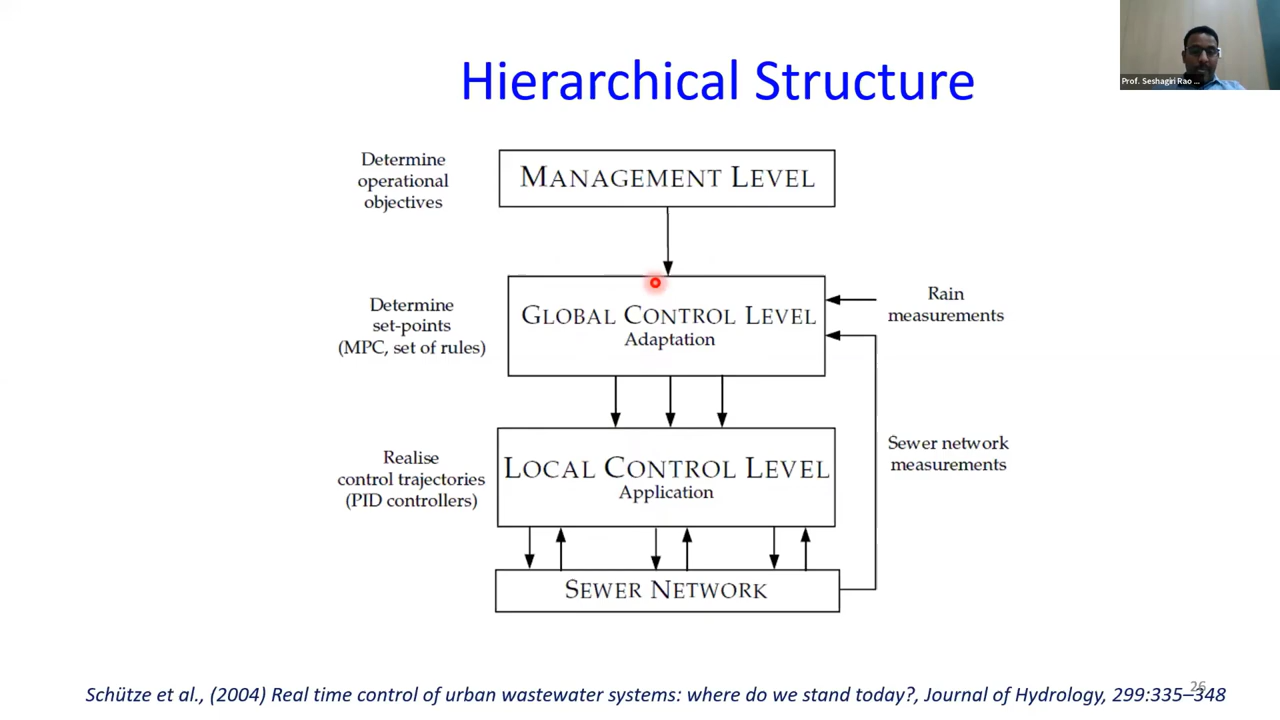 Prof. Seshagiri Rao ...
Hierarchical Structure
Determine
operational
objectives
MANAGEMENT LEVEL
Determine
set-points
(MPC, set of rules)
GLOBAL CONTROL LEVEL
Adaptation
Rain
measurements
Realise
control trajectories
(PID controllers)
LOCAL CONTROL LEVEL
Application
Sewer network
measurements
SEWER NETWORK
26
Schütze et al., (2004) Real time control of urban wastewater systems: where do we stand today?, Journal of Hydrology, 299:335–348